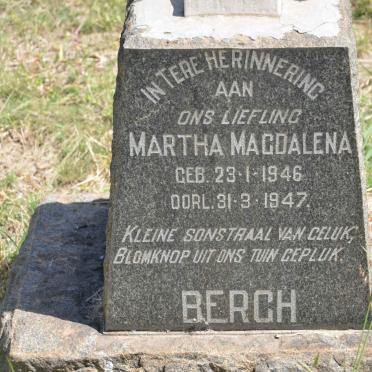 IN TERE HERINNERING
AAN
ONS LIEFLING
MARTHA MAGDALENA
GEB. 23-1-1946
OORL. 31-3-1947.
KLEINE SONSTRAAL VAN GELUK,
BLOMKNOP UIT ONS TUIN GEPLUK.
BERGH